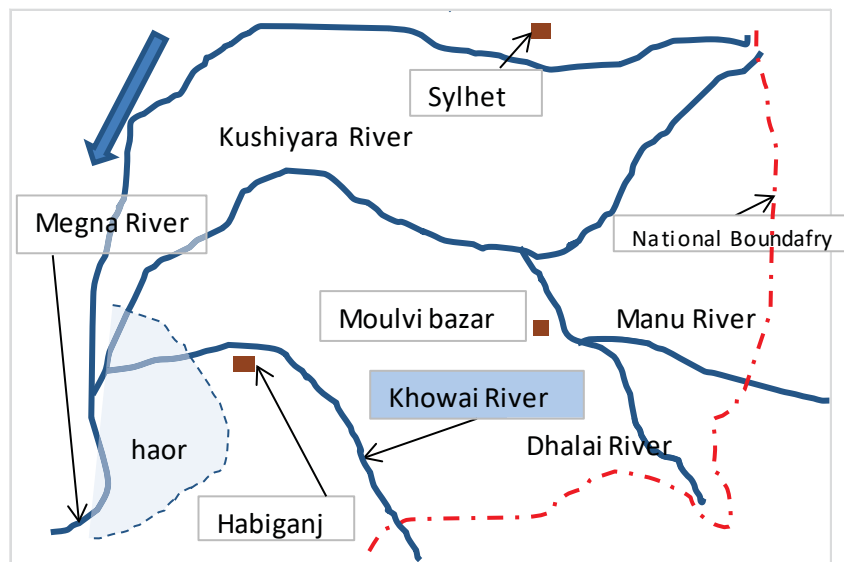 Sylhet
Kushiyara River
Megna River
National Boundafry
Moulvi bazar
Manu River
Khowai River
haor
Dhalai River
Habiganj